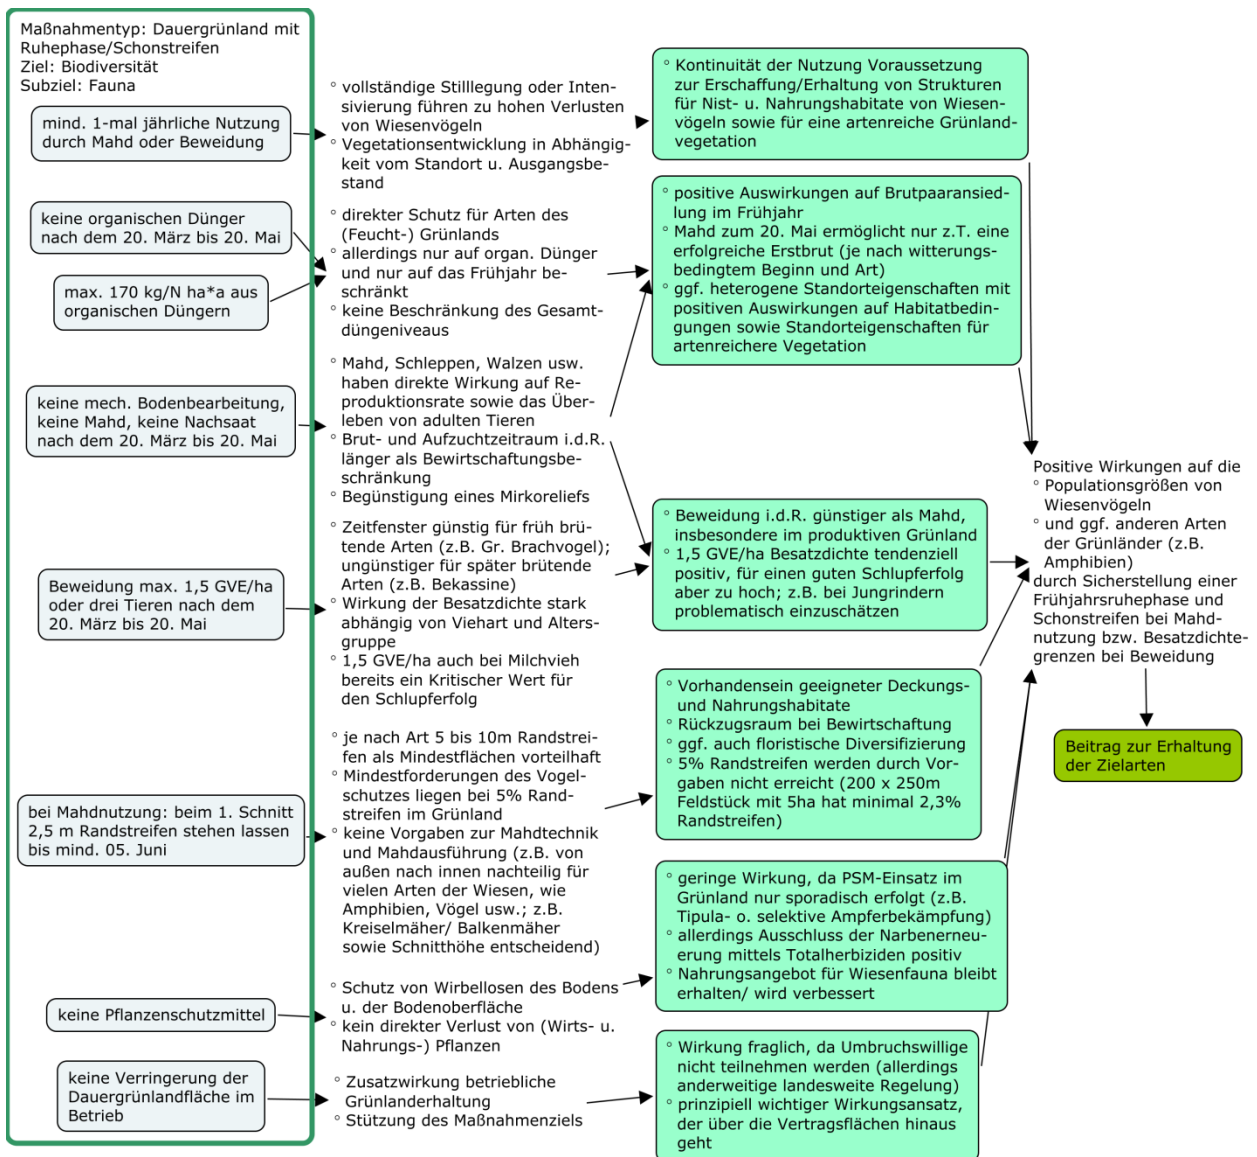 Maßnahmentyp: Dauergrünland mit
Ruhephase/Schonstreifen
Ziel: Biodiversität
Subziel: Fauna
mind. 1-mal jährliche Nutzung
durch Mahd oder Beweidung
keine organischen Dünger
nach dem 20. März bis 20. Mai
max. 170 kg/N ha*a aus
organischen Düngern
keine mech. Bodenbearbeitung,
keine Mahd, keine Nachsaat
nach dem 20. März bis 20. Mai
Beweidung max. 1,5 GVE/ha
oder drei Tieren nach dem
20. März bis 20. Mai
bei Mahdnutzung: beim 1. Schnitt
2,5 m Randstreifen stehen lassen
bis mind. 05. Juni
keine Pflanzenschutzmittel
keine Verringerung der
Dauergrünlandfläche im
Betrieb
° vollständige Stilllegung oder Inten-
sivierung führen zu hohen Verlusten
von Wiesenvögeln
° Vegetationsentwicklung in Abhängig-
keit vom Standort u. Ausgangsbe-
stand
° direkter Schutz für Arten des
(Feucht-) Grünlands
° allerdings nur auf organ. Dünger
und nur auf das Frühjahr be-
schränkt
° keine Beschränkung des Gesamt-
düngeniveaus
° Mahd, Schleppen, Walzen usw.
haben direkte Wirkung auf Re-
produktionsrate sowie das Über-
leben von adulten Tieren
° Brut- und Aufzuchtzeitraum i.d.R.
länger als Bewirtschaftungsbe-
schränkung
° Begünstigung eines Mirkoreliefs
° Zeitfenster günstig für früh brü-
tende Arten (z.B. Gr. Brachvogel);
ungünstiger für später brütende
Arten (z.B. Bekassine)
° Wirkung der Besatzdichte stark
abhängig von Viehart und Alters-
gruppe
° 1,5 GVE/ha auch bei Milchvieh
bereits ein Kritischer Wert für
den Schlupferfolg
° je nach Art 5 bis 10m Randstrei-
fen als Mindestflächen vorteilhaft
° Mindestforderungen des Vogel-
schutzes liegen bei 5% Rand-
streifen im Grünland
° keine Vorgaben zur Mahdtechnik
und Mahdausführung (z.B. von
außen nach innen nachteilig für
vielen Arten der Wiesen, wie
Amphibien, Vögel usw.; z.B.
Kreiselmäher/ Balkenmäher
sowie Schnitthöhe entscheidend)
° Schutz von Wirbellosen des Bodens
u. der Bodenoberfläche
° kein direkter Verlust von (Wirts- u.
Nahrungs-) Pflanzen
° Zusatzwirkung betriebliche
Grünlanderhaltung
° Stützung des Maßnahmenziels
° Kontinuität der Nutzung Voraussetzung
zur Erschaffung/Erhaltung von Strukturen
für Nist- u. Nahrungshabitate von Wiesen-
vögeln sowie für eine artenreiche Grünland-
vegetation
° positive Auswirkungen auf Brutpaaransied-
lung im Frühjahr
° Mahd zum 20. Mai ermöglicht nur z.T. eine
erfolgreiche Erstbrut (je nach witterungs-
bedingtem Beginn und Art)
° ggf. heterogene Standorteigenschaften mit
positiven Auswirkungen auf Habitatbedin-
gungen sowie Standorteigenschaften für
artenreichere Vegetation
° Beweidung i.d.R. günstiger als Mahd,
insbesondere im produktiven Grünland
° 1,5 GVE/ha Besatzdichte tendenziell
positiv, für einen guten Schlupferfolg
aber zu hoch; z.B. bei Jungrindern
problematisch einzuschätzen
° Vorhandensein geeigneter Deckungs-
und Nahrungshabitate
° Rückzugsraum bei Bewirtschaftung
° ggf. auch floristische Diversifizierung
° 5% Randstreifen werden durch Vor-
gaben nicht erreicht (200 x 250m
Feldstück mit 5ha hat minimal 2,3%
Randstreifen)
° geringe Wirkung, da PSM-Einsatz im
Grünland nur sporadisch erfolgt (z.B.
Tipula- o. selektive Ampferbekämpfung)
° allerdings Ausschluss der Narbenerneu-
erung mittels Totalherbiziden positiv
° Nahrungsangebot für Wiesenfauna bleibt
erhalten/ wird verbessert
° Wirkung fraglich, da Umbruchswillige
nicht teilnehmen werden (allerdings
anderweitige landesweite Regelung)
° prinzipiell wichtiger Wirkungsansatz,
der über die Vertragsflächen hinaus
geht
Positive Wirkungen auf die
° Populationsgrößen von
Wiesenvögeln
° und ggf. anderen Arten
der Grünländer (z.B.
Amphibien)
durch Sicherstellung einer
Frühjahrsruhephase und
Schonstreifen bei Mahd-
nutzung bzw. Besatzdichte-
grenzen bei Beweidung
Beitrag zur Erhaltung
der Zielarten